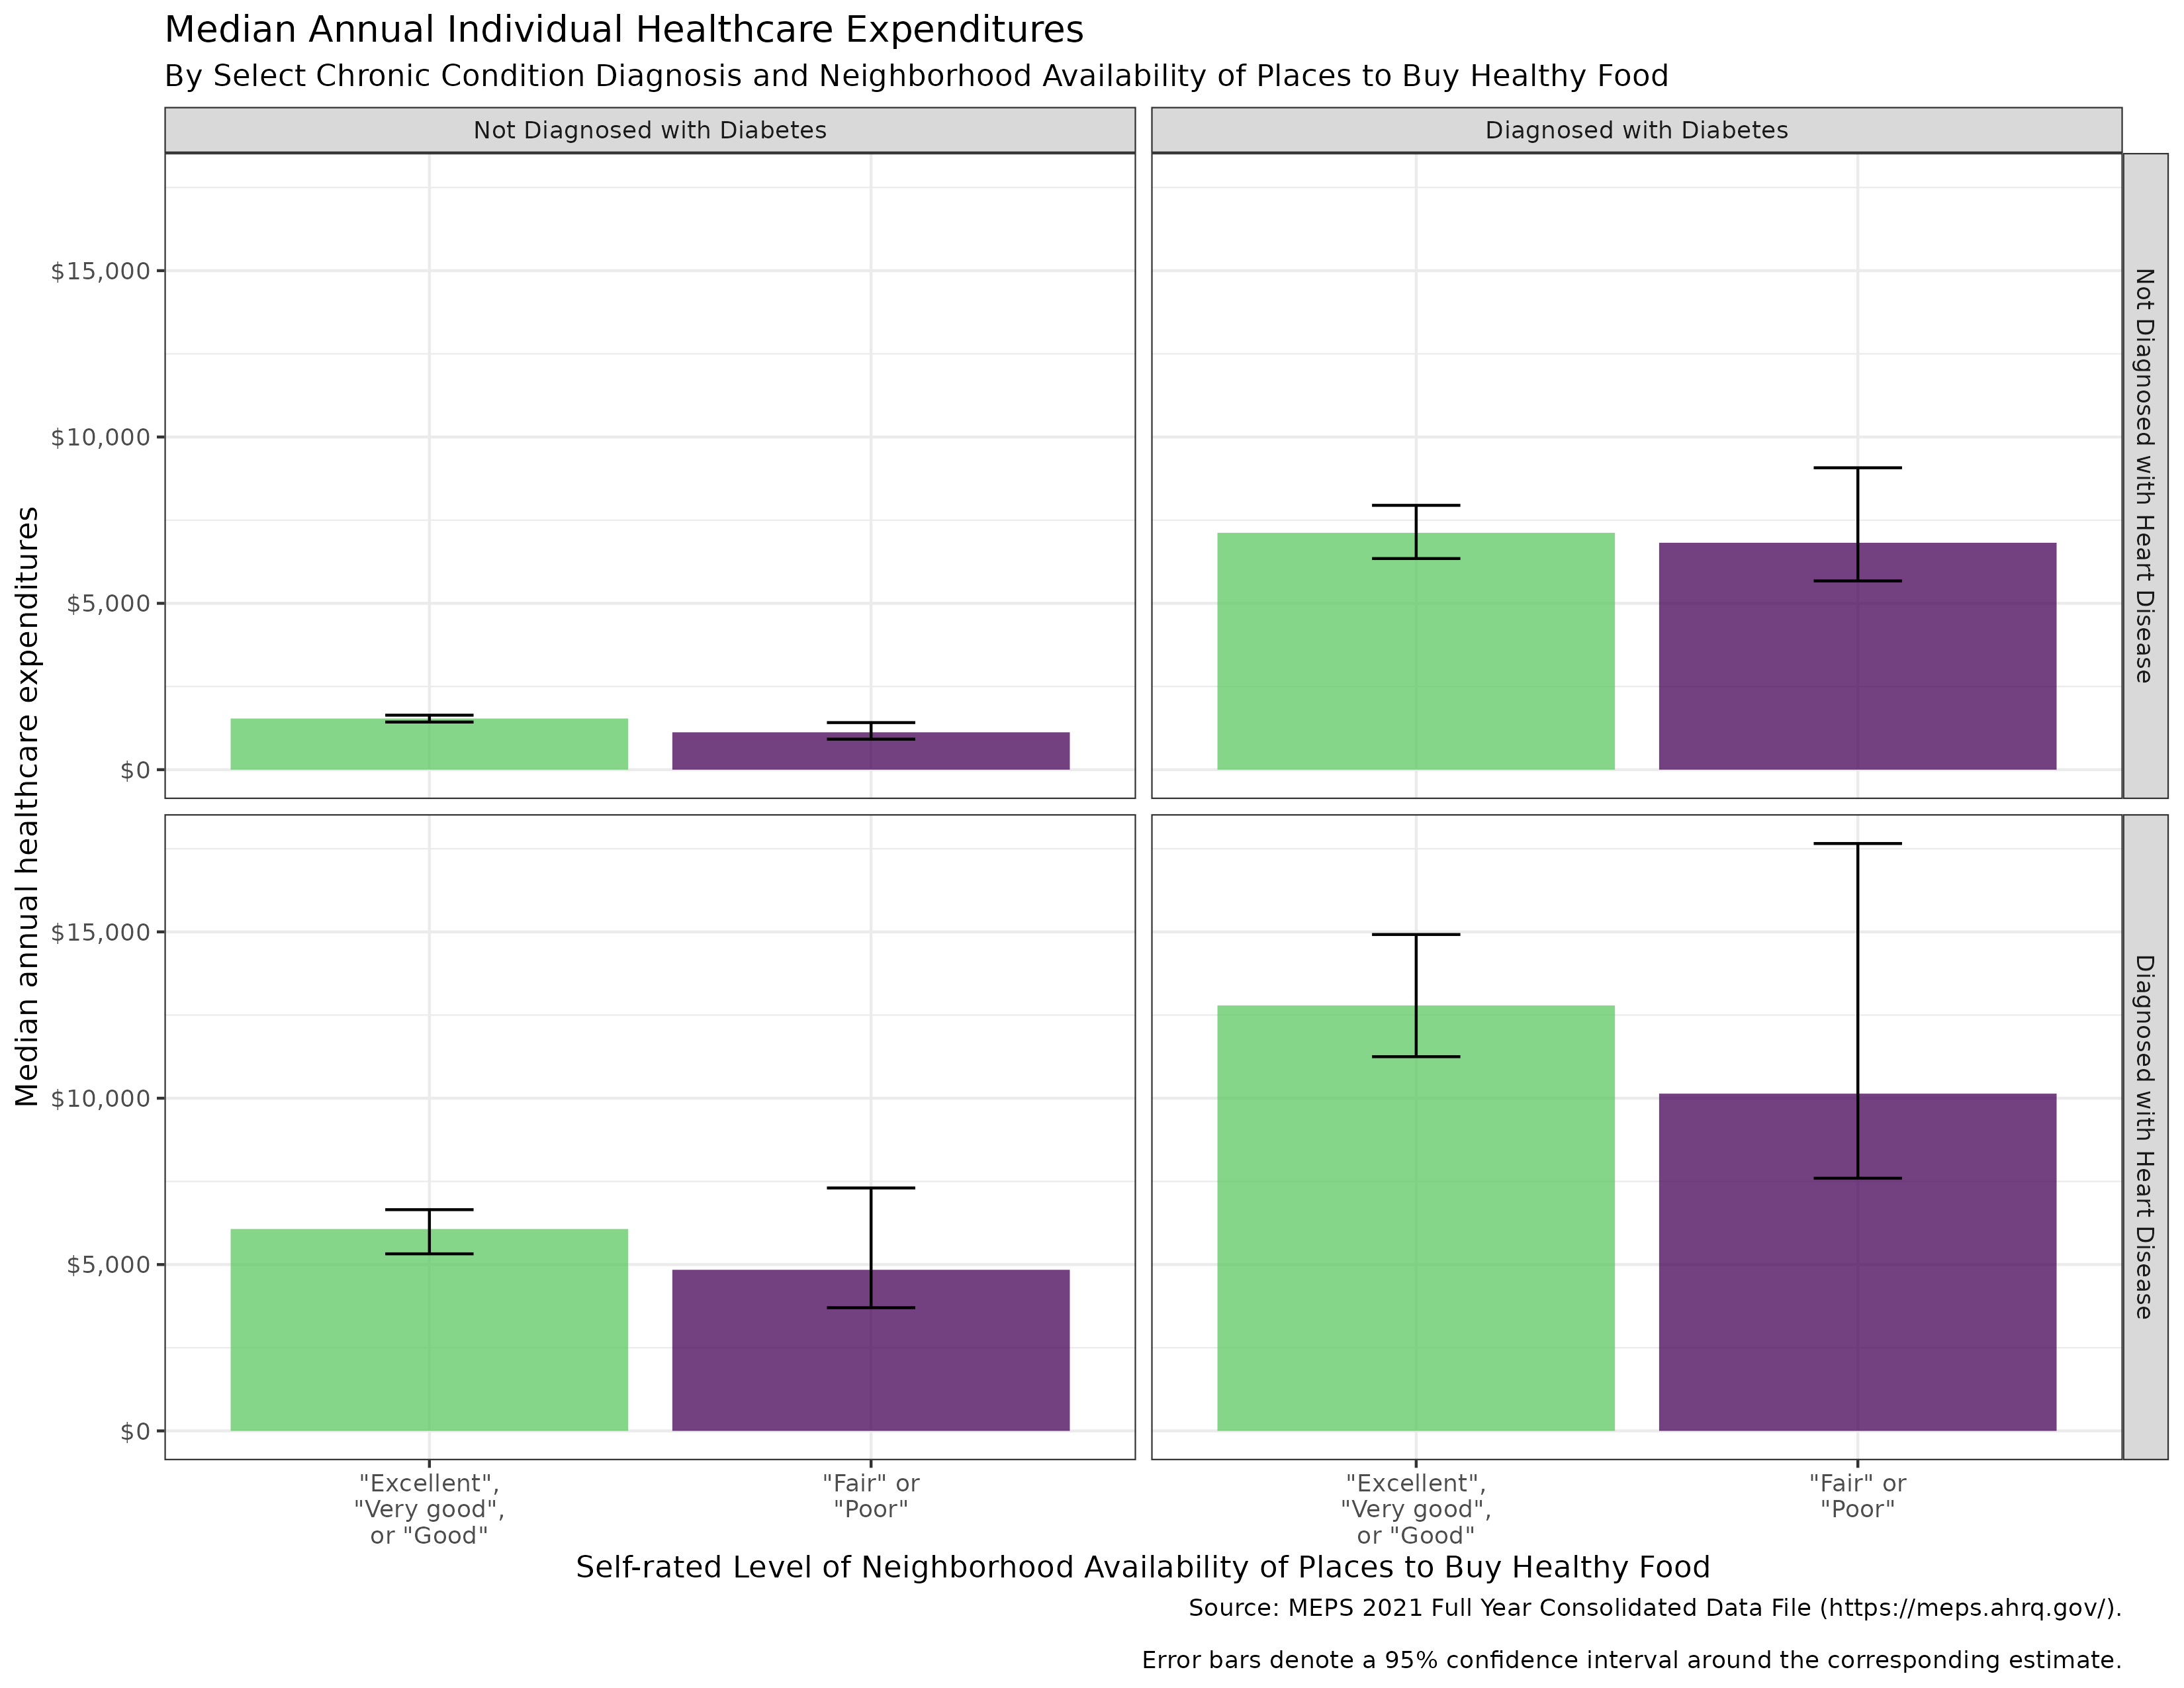 Median Annual Individual Healthcare Expenditures
By Select Chronic Condition Diagnosis and Neighborhood Availability of Places to Buy Healthy Food
Not Diagnosed with Diabetes
Diagnosed with Diabetes
Median annual healthcare expenditures
$15,000
$10,000
$5,000
$0
Not Diagnosed with Heart Disease
$15,000
$10,000
$5,000
$0
Diagnosed with Heart Disease
"Excellent",
"Very good",
or "Good"
"Fair" or
"Poor"
"Excellent",
"Very good",
or "Good"
"Fair" or
"Poor"
Self-rated Level of Neighborhood Availability of Places to Buy Healthy Food
Source: MEPS 2021 Full Year Consolidated Data File (https://meps.ahrq.gov/).
Error bars denote a 95% confidence interval around the corresponding estimate.